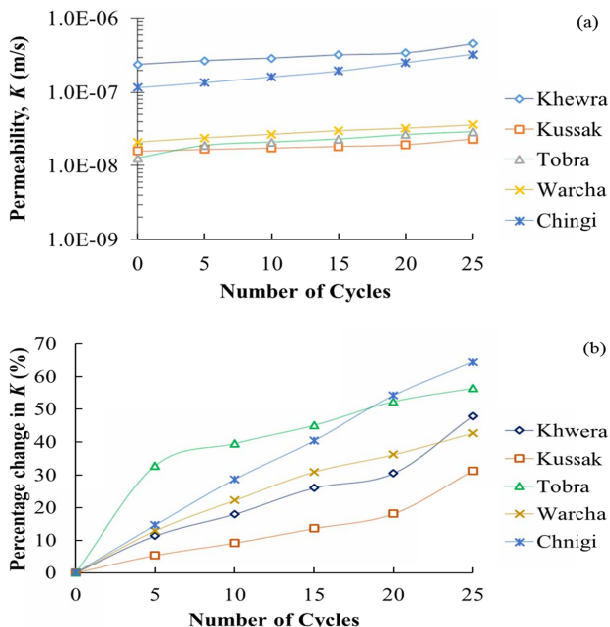 (a)
1.0E-06
1.0E-07
1.0E-08
1.0E-09
Permeability, K (m/s)
0 5 10 15 20 25
Number of Cycles
Khewra
Kussak
Tobra
Warcha
Chingi
(b)
70
60
50
40
30
20
10
0
Percentage change in K (%)
0 5 10 15 20 25
Number of Cycles
Khwera
Kussak
Tobra
Warcha
Chnigi